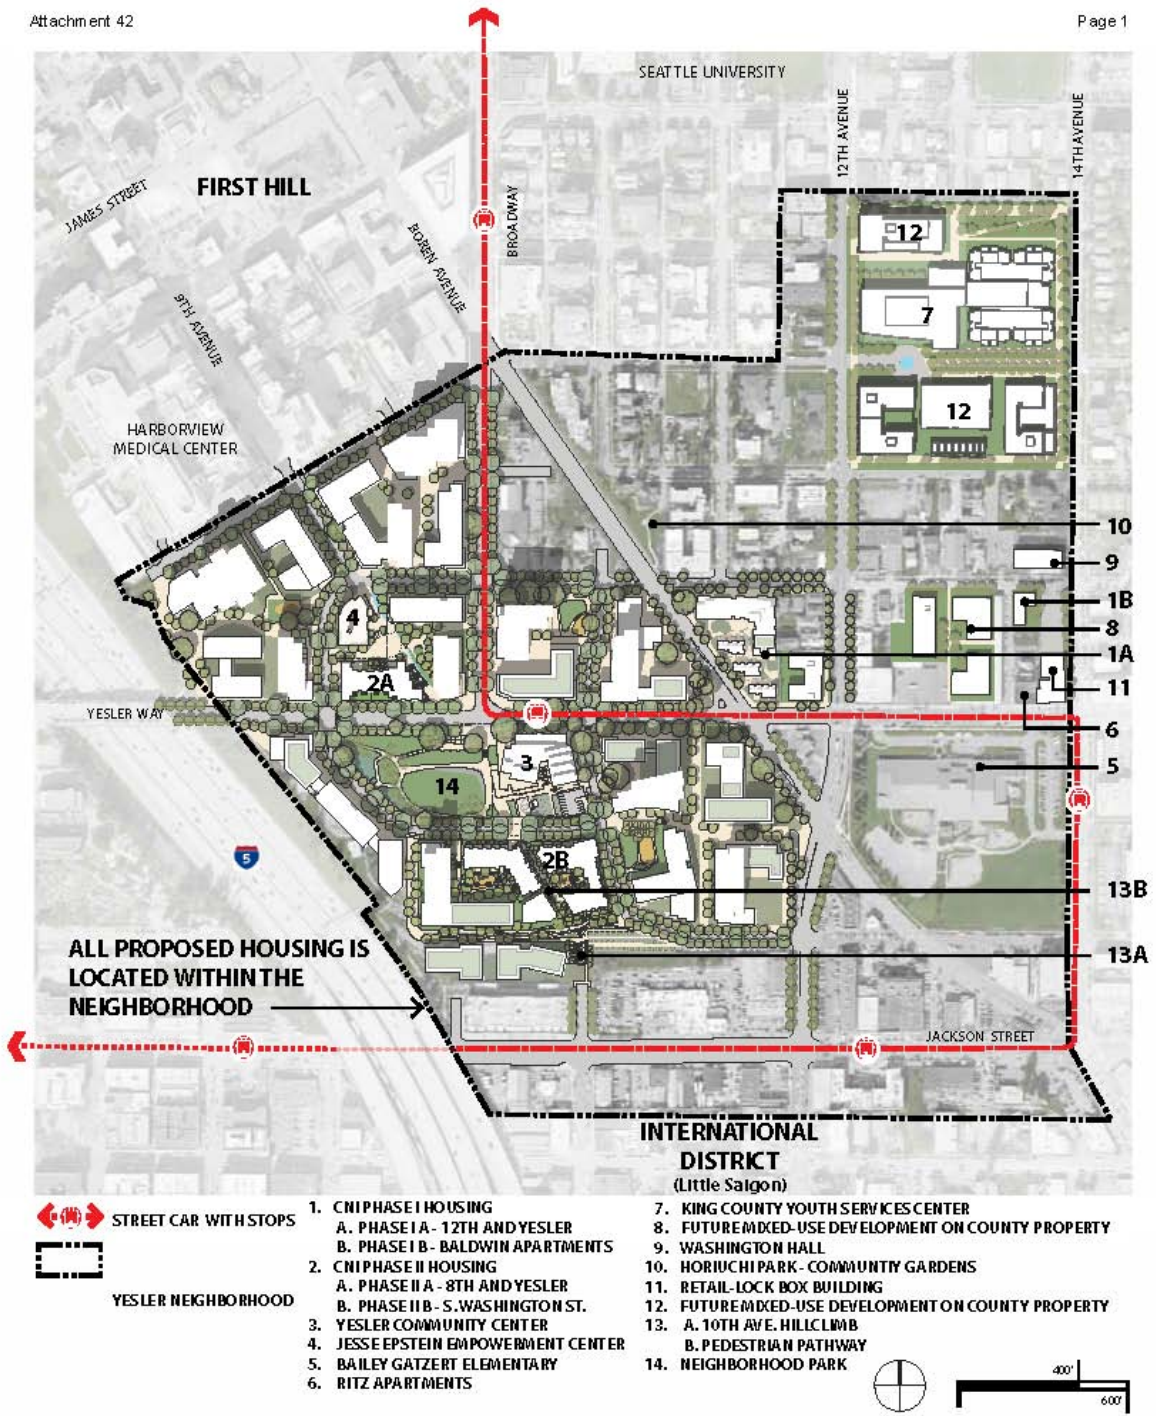 Attachment 42
Page 1
SEATTLE UNIVERSITY
12TH AVENUE
14TH AVENUE
FIRST HILL
JAMES STREET
BROADWAY
BOREN AVENUE
9TH AVENUE
12
7
12
HARBORVIEW
MEDICAL CENTER
10
9
1B
8
1A
11
6
5
4
2A
YESLER WAY
3
14
5
2B
13B
13A
ALL PROPOSED HOUSING IS
LOCATED WITHIN THE
NEIGHBORHOOD
JACKSON STREET
INTERNATIONAL
DISTRICT
(Little Saigon)
STREET CAR WITH STOPS
YESLER NEIGHBORHOOD
1. CNI PHASE I HOUSING
A. PHASE I A - 12TH AND YESLER
B. PHASE I B - BALDWIN APARTMENTS
2. CNI PHASE II HOUSING
A. PHASE II A - 8TH AND YESLER
B. PHASE II B - S. WASHINGTON ST.
3. YESLER COMMUNITY CENTER
4. JESSE EPSTEIN EMPOWERMENT CENTER
5. BAILEY GATZERT ELEMENTARY
6. RITZ APARTMENTS
7. KING COUNTY YOUTH SERVICES CENTER
8. FUTURE MIXED-USE DEVELOPMENT ON COUNTY PROPERTY
9. WASHINGTON HALL
10. HORIUCHI PARK - COMMUNTIY GARDENS
11. RETAIL-LOCK BOX BUILDING
12. FUTURE MIXED-USE DEVELOPMENT ON COUNTY PROPERTY
13. A. 10TH AVE. HILLCLIMB
B. PEDESTRIAN PATHWAY
14. NEIGHBORHOOD PARK
400'
600'